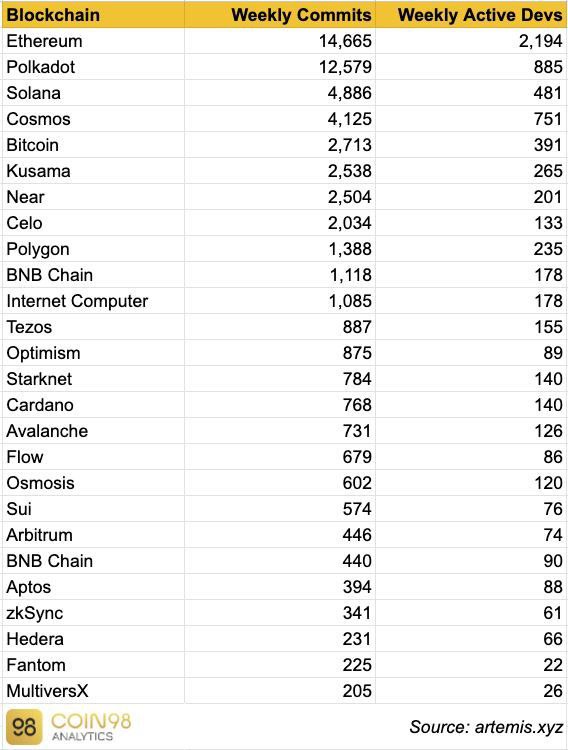 Blockchain Weekly Commits Weekly Active Devs
Ethereum 14,665 2,194
Polkadot 12,579 885
Solana 4,886 481
Cosmos 4,125 751
Bitcoin 2,713 391
Kusama 2,538 265
Near 2,504 201
Celo 2,034 133
Polygon 1,388 235
BNB Chain 1,118 178
Internet Computer 1,085 178
Tezos 887 155
Optimism 875 89
Starknet 784 140
Cardano 768 140
Avalanche 731 126
Flow 679 86
Osmosis 602 120
Sui 574 76
Arbitrum 446 74
BNB Chain 440 90
Aptos 394 88
zkSync 341 61
Hedera 231 66
Fantom 225 22
MultiversX 205 26
98 COIN98
ANALYTICS
Source: artemis.xyz